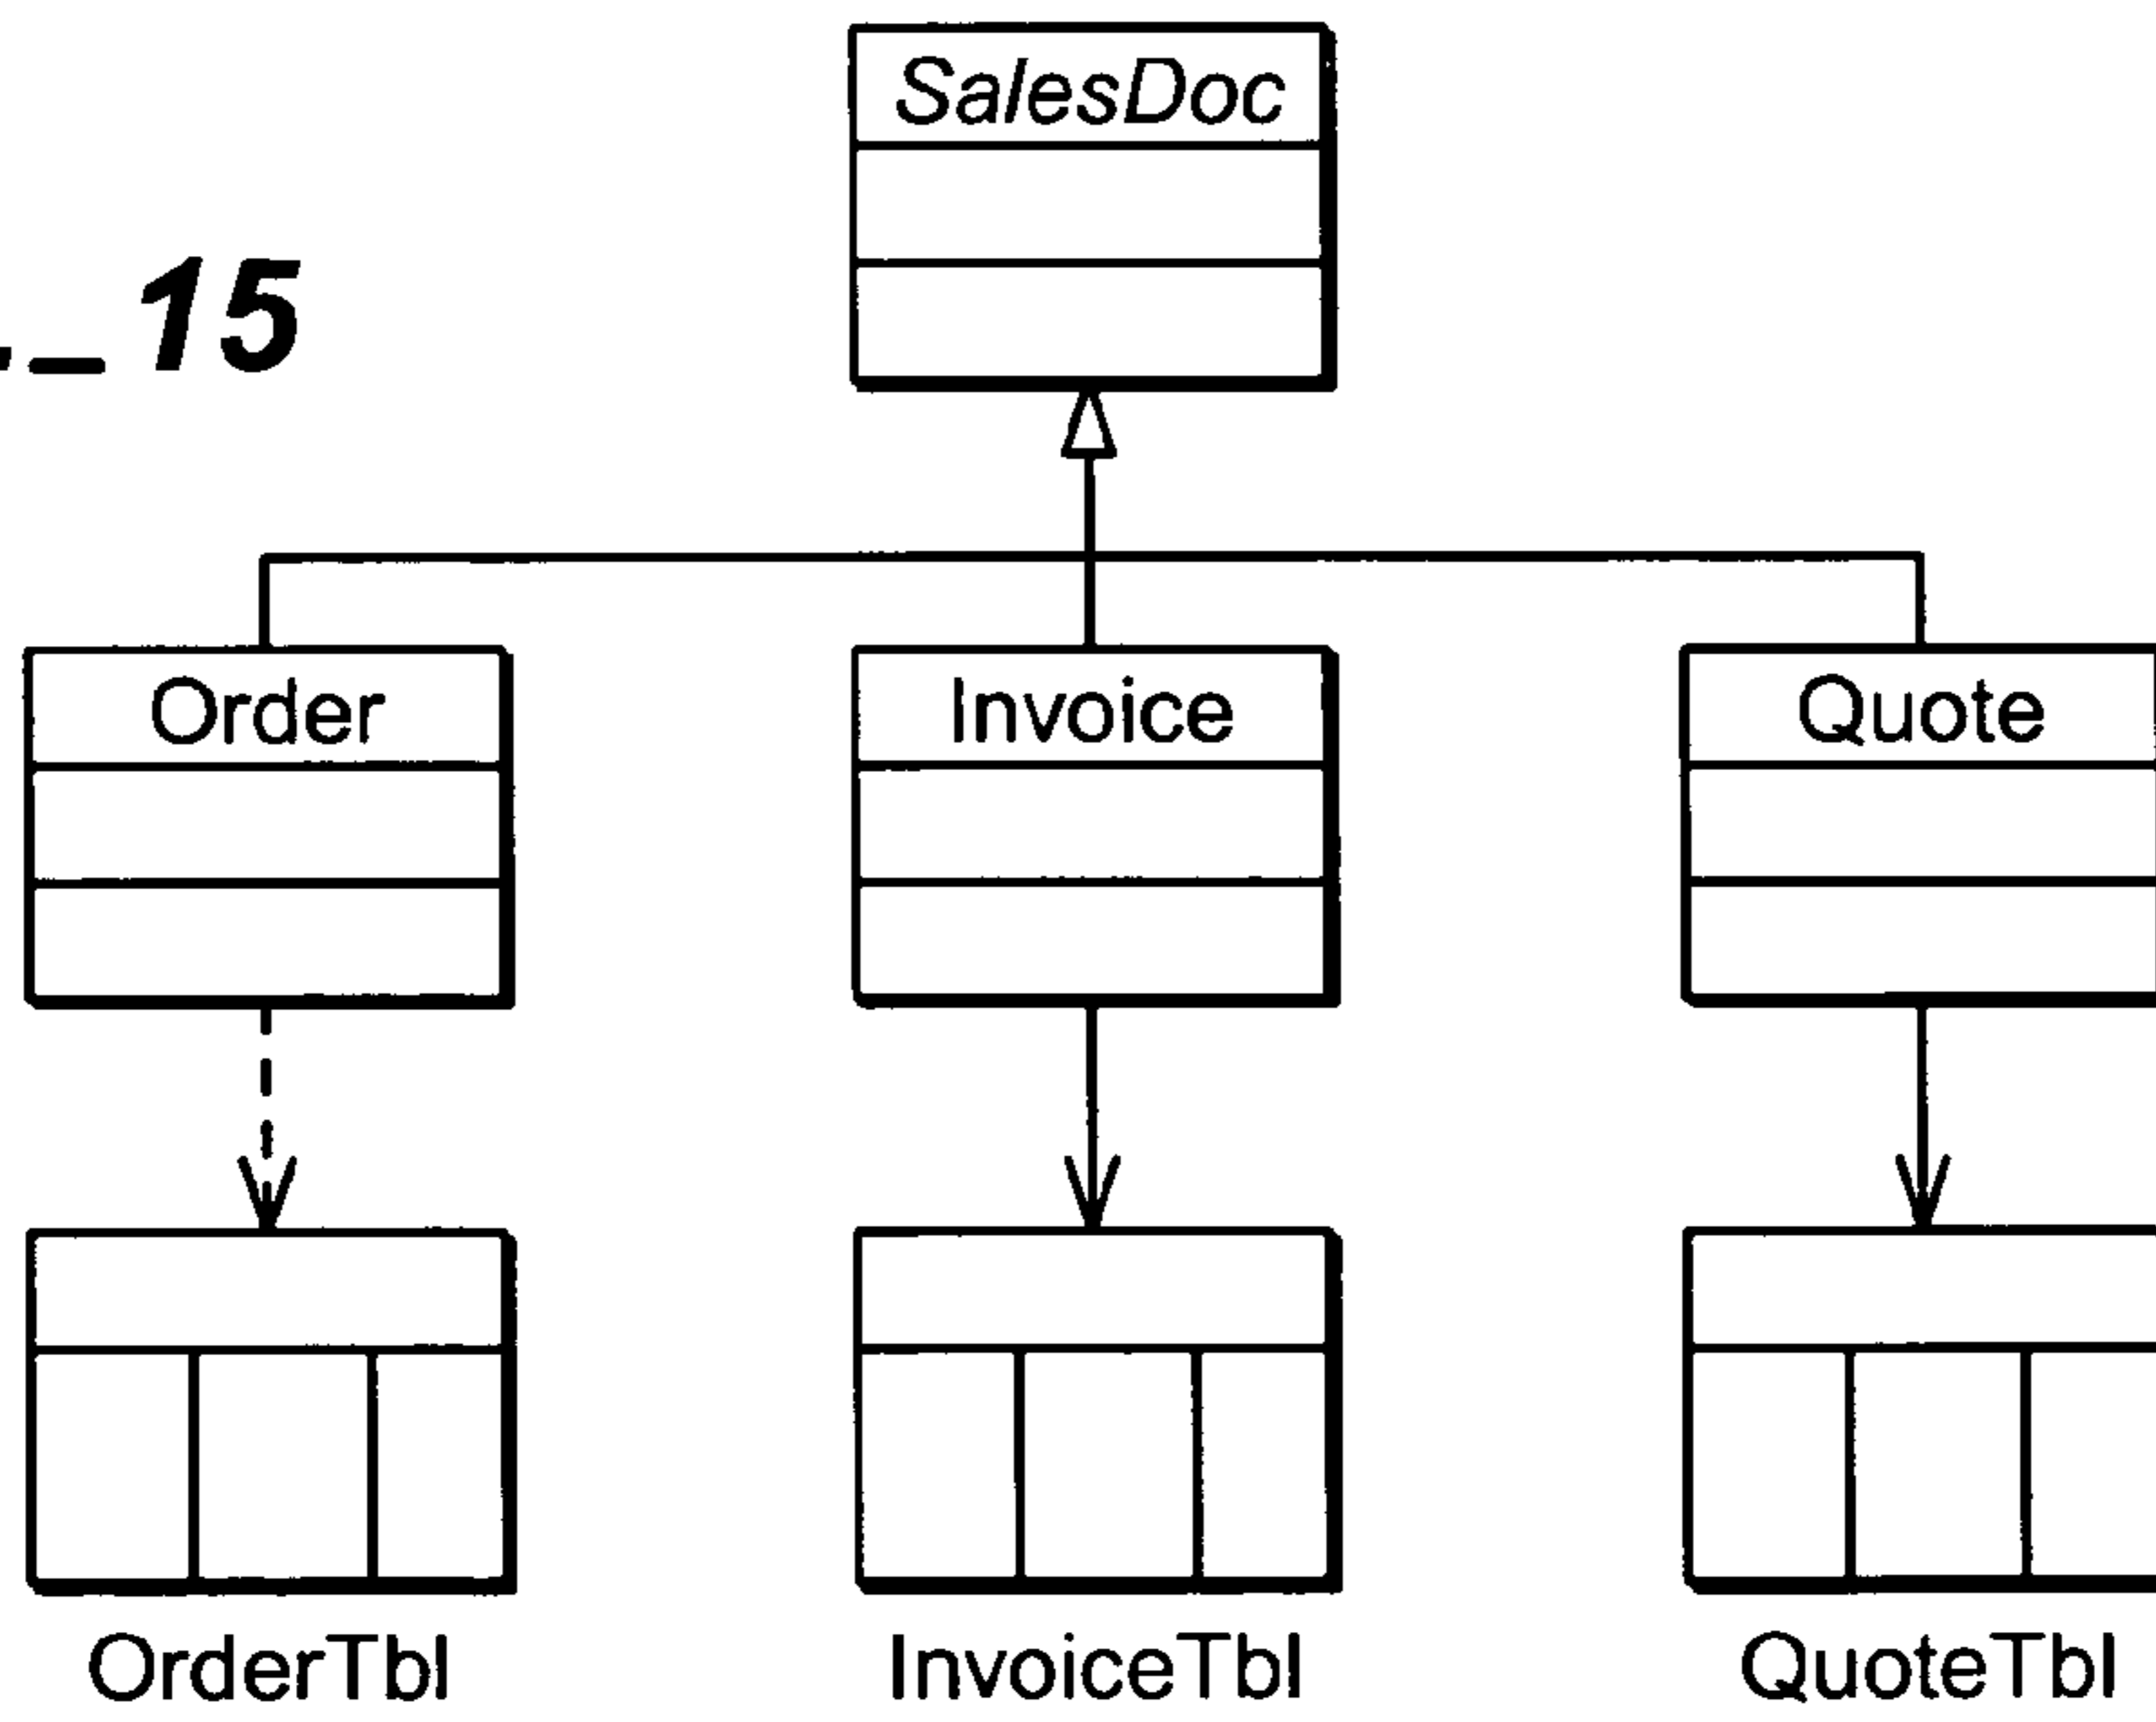 SalesDoc
._15
Order
Invoice
Quote
OrderTbl
InvoiceTbl
QuoteTbl